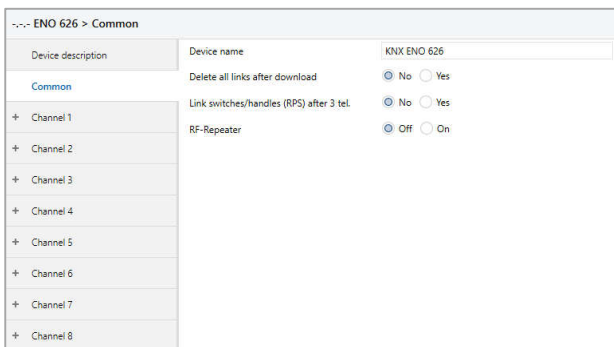 -.-.- ENO 626 > Common
Device description
Device name KNX ENO 626
Delete all links after download No Yes
Common
Link switches/handles (RPS) after 3 tel. No Yes
+ Channel 1
RF-Repeater Off On
+ Channel 2
+ Channel 3
+ Channel 4
+ Channel 5
+ Channel 6
+ Channel 7
+ Channel 8